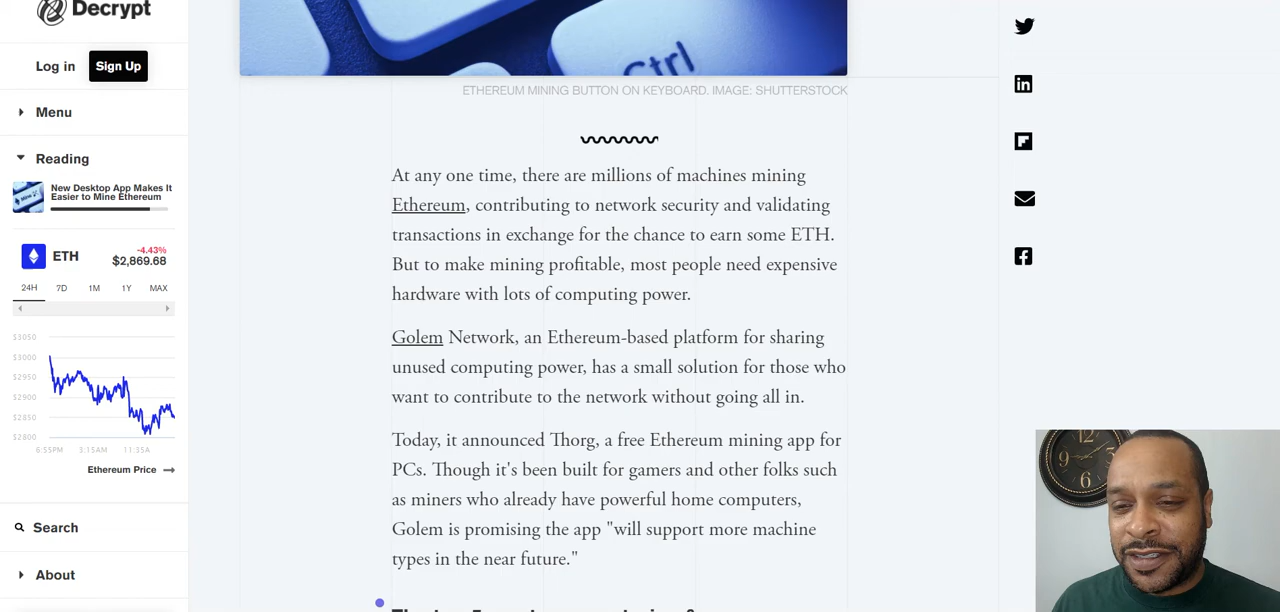 Decrypt
Log in
Sign Up
Menu
Reading
New Desktop App Makes It
Easier to Mine Ethereum
ETH
-4.43%
$2,869.68
24H 7D 1M 1Y MAX
$3050
$3000
$2950
$2900
$2850
$2800
6:55PM 3:15AM 11:35A
Ethereum Price
Search
About
Ctrl
ETHEREUM MINING BUTTON ON KEYBOARD. IMAGE: SHUTTERSTOCK
At any one time, there are millions of machines mining
Ethereum, contributing to network security and validating
transactions in exchange for the chance to earn some ETH.
But to make mining profitable, most people need expensive
hardware with lots of computing power.
Golem Network, an Ethereum-based platform for sharing
unused computing power, has a small solution for those who
want to contribute to the network without going all in.
Today, it announced Thorg, a free Ethereum mining app for
PCs. Though it's been built for gamers and other folks such
as miners who already have powerful home computers,
Golem is promising the app "will support more machine
types in the near future."